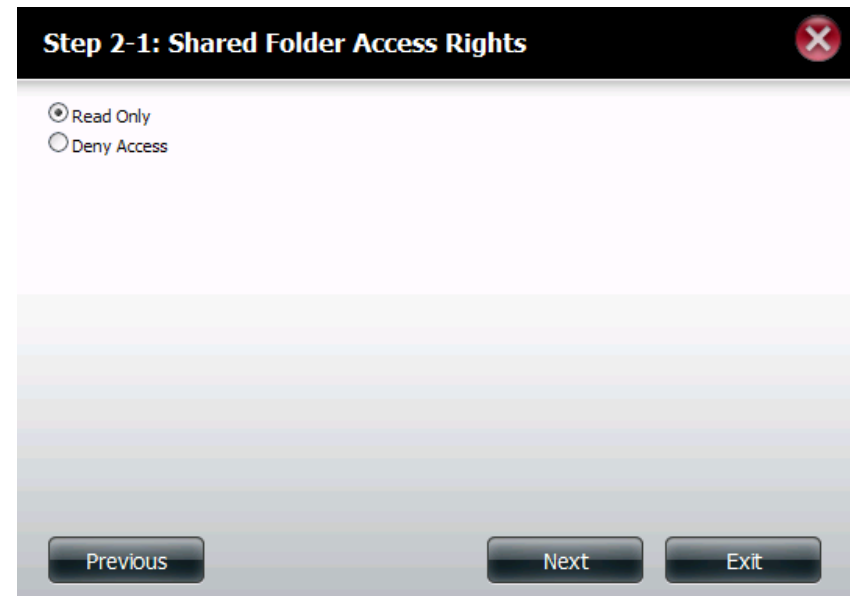 Step 2-1: Shared Folder Access Rights
Read Only
Deny Access
Previous Next Exit